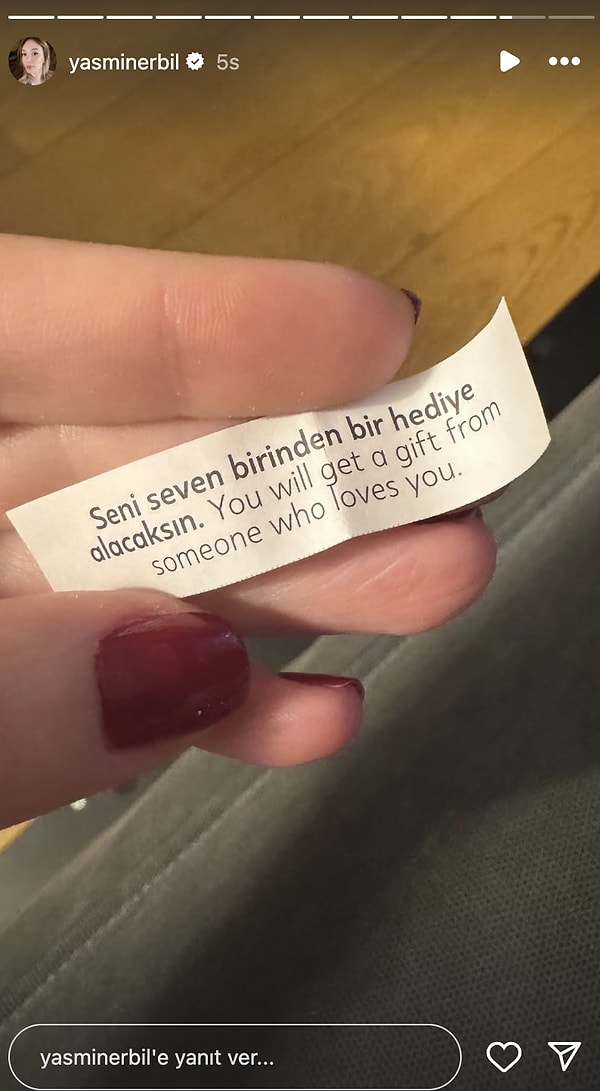 yasminerbil 5s
Seni seven birinden bir hediye
alacaksın. You will get a gift from
someone who loves you.
yasminerbil'e yanıt ver...